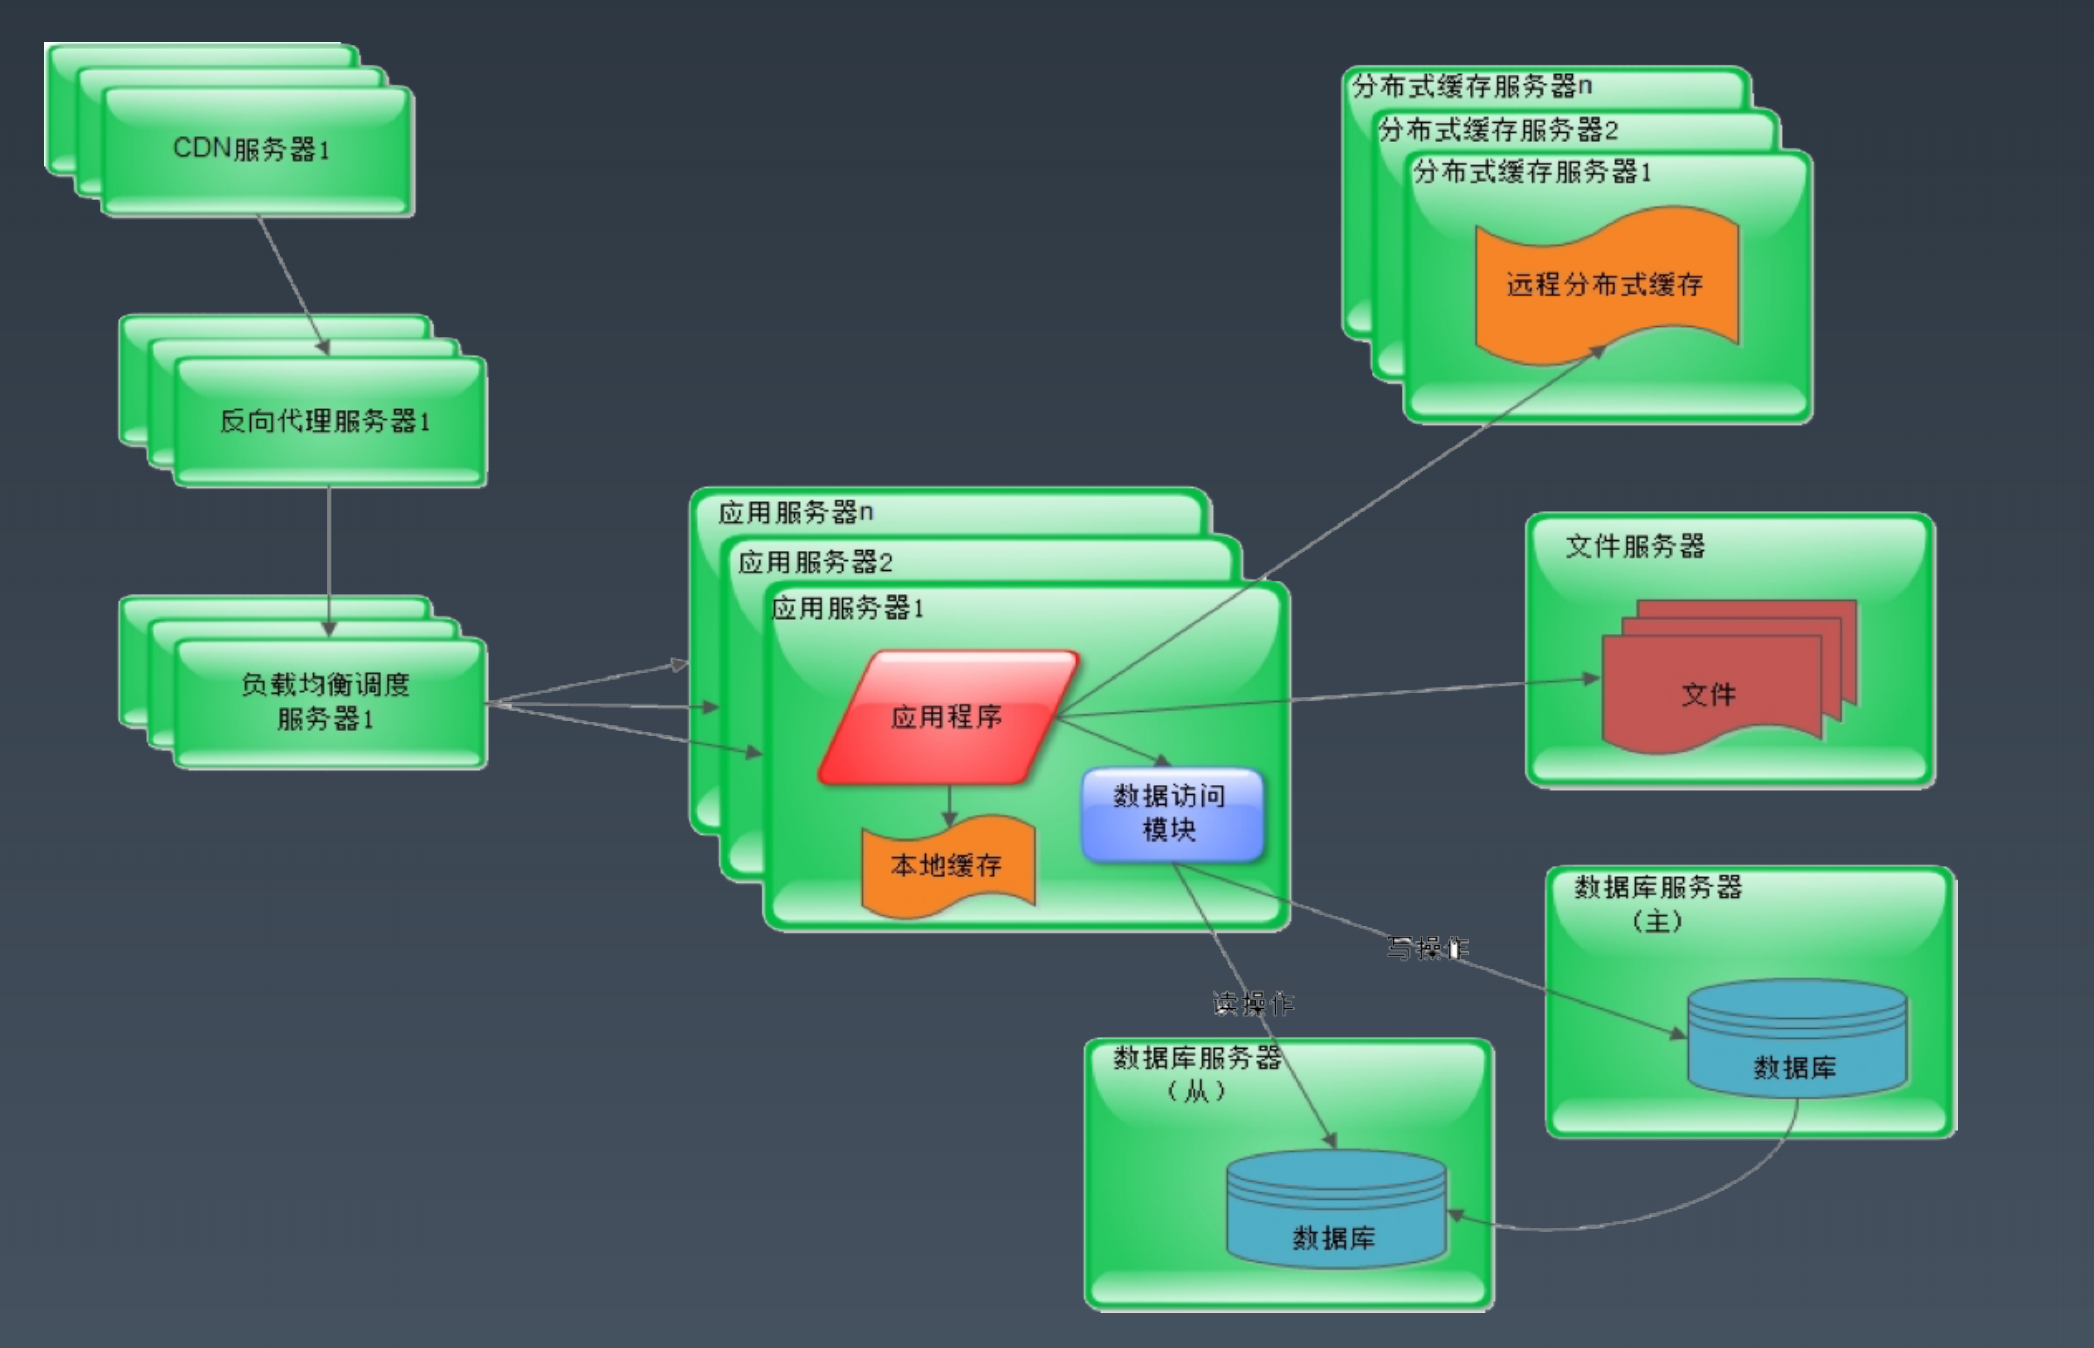 CDN服务器1
反向代理服务器1
负载均衡调度
服务器1
应用服务器n
应用服务器2
应用服务器1
应用程序
本地缓存
数据访问
模块
分布式缓存服务器n
分布式缓存服务器2
分布式缓存服务器1
远程分布式缓存
文件服务器
文件
写操作
读操作
数据库服务器
（主）
数据库
数据库服务器
（从）
数据库